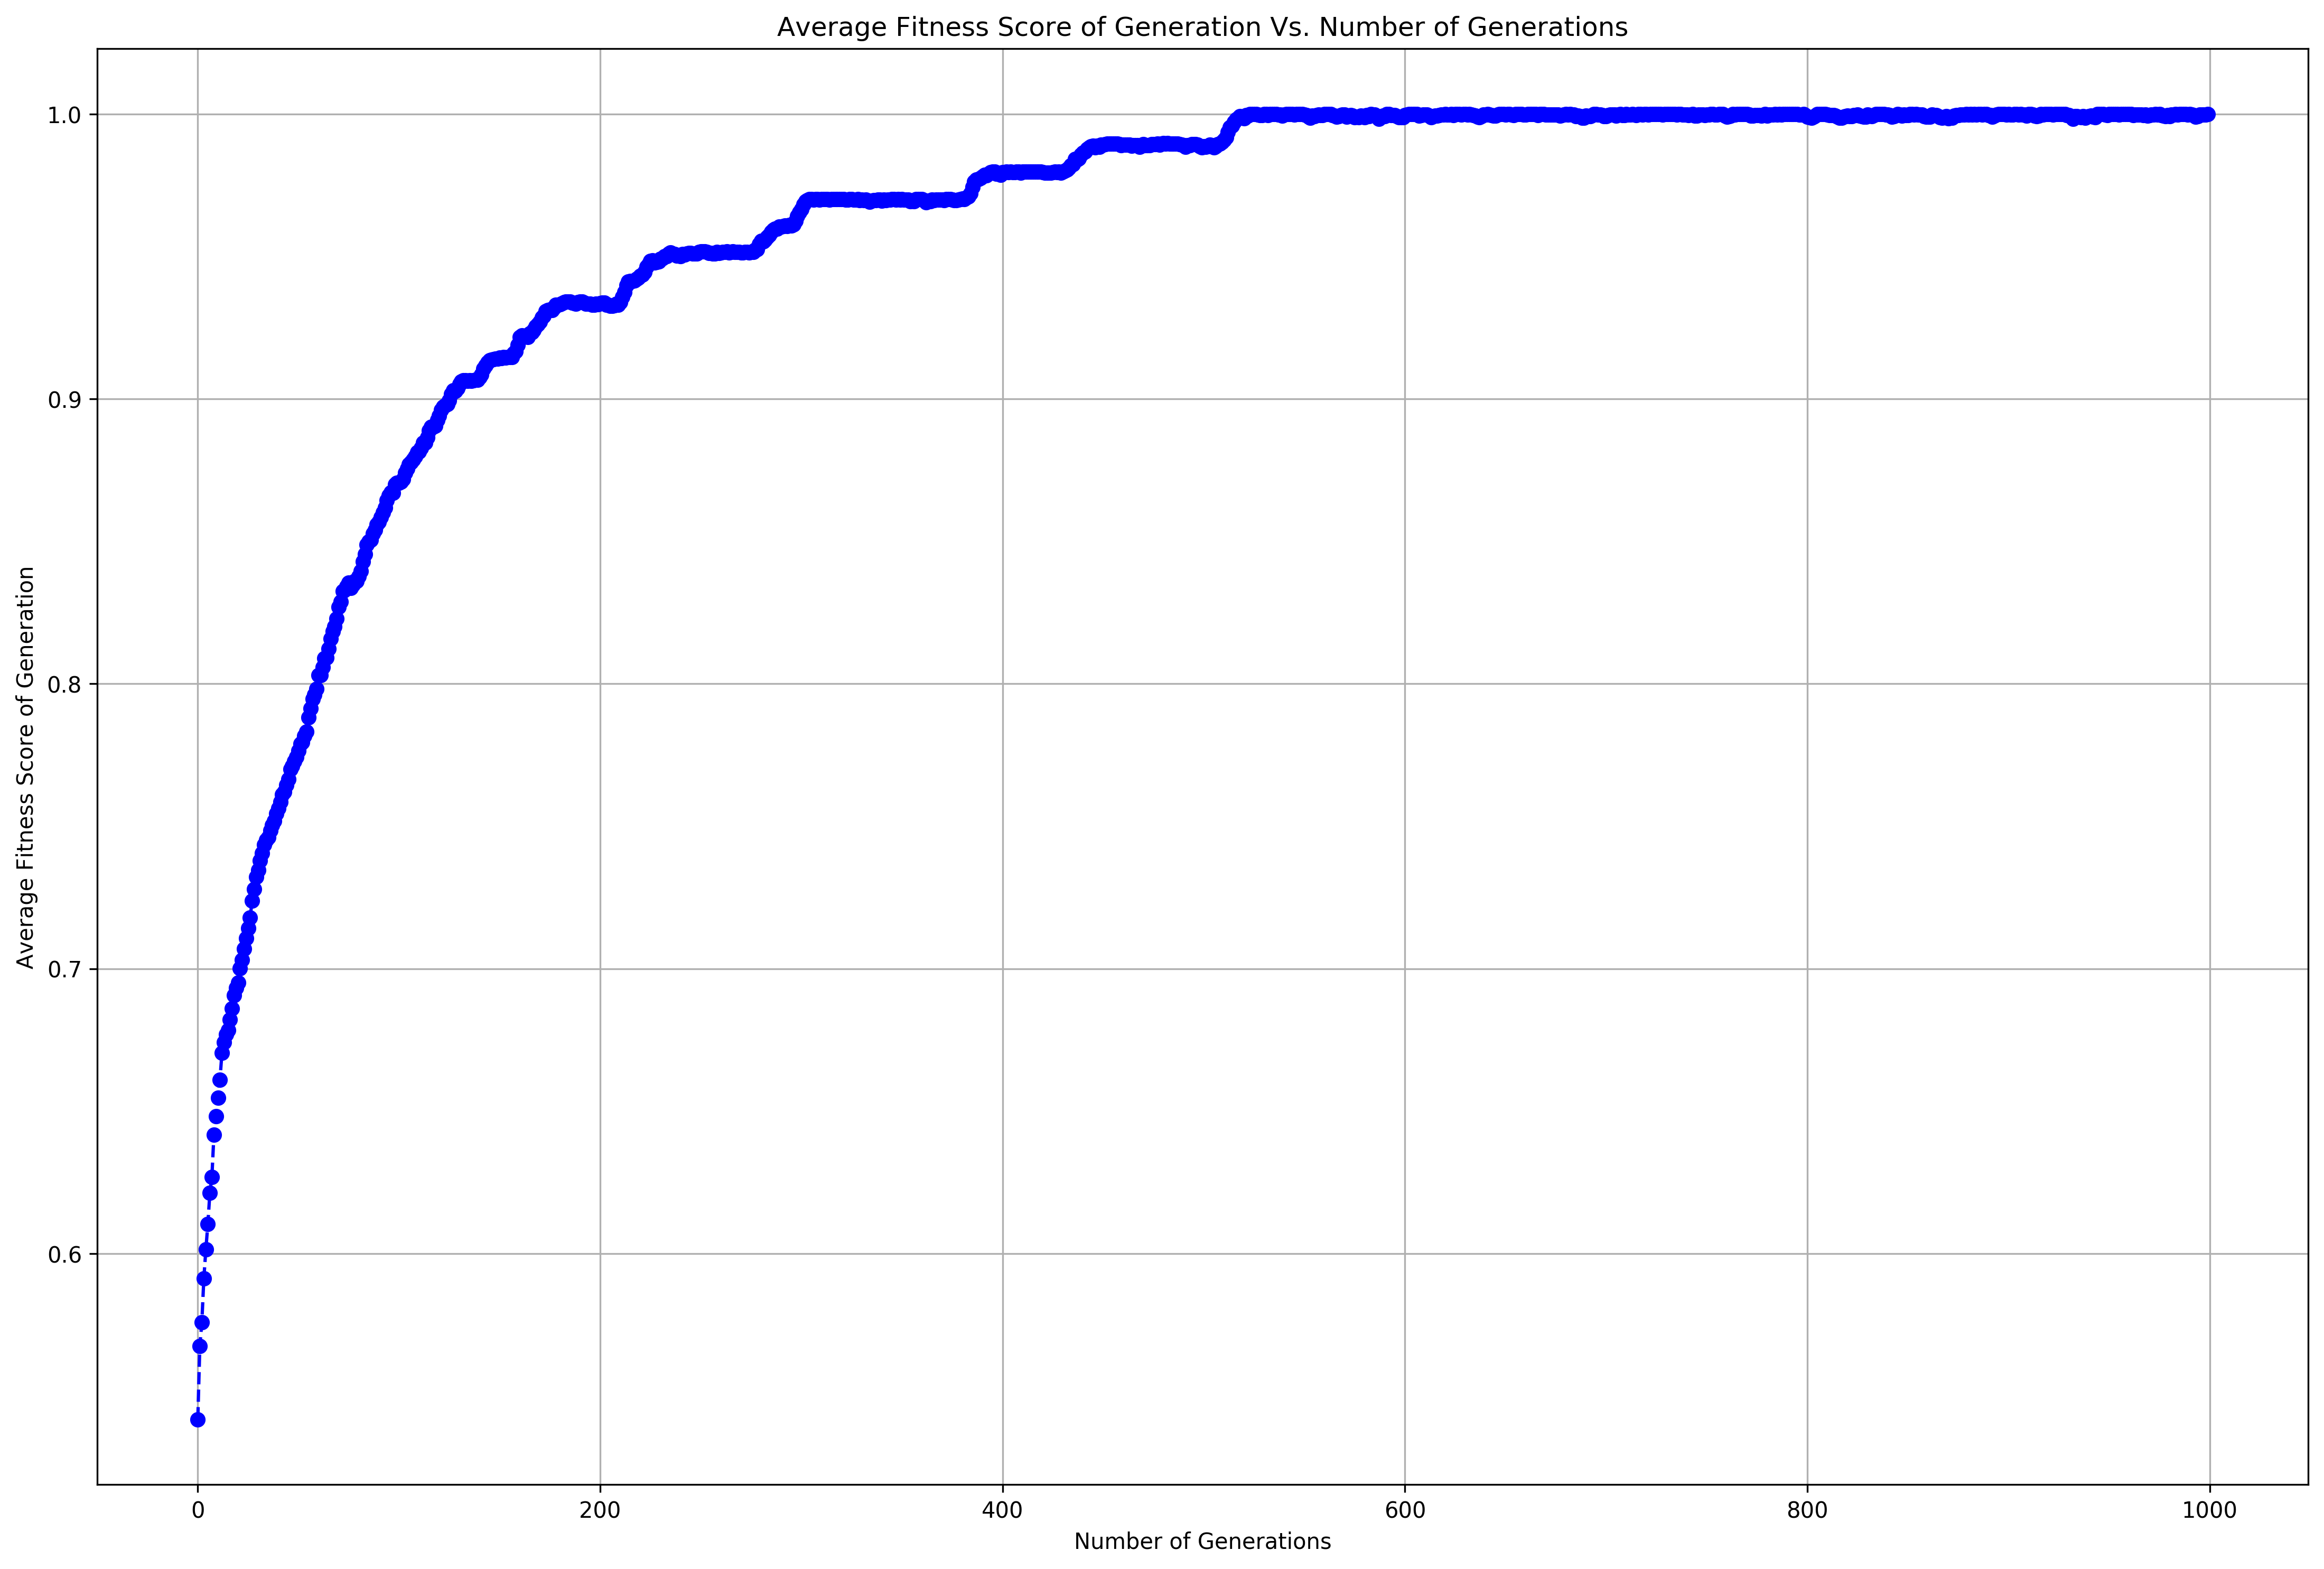 Average Fitness Score of Generation Vs. Number of Generations
1.0
0.9
0.8
0.7
0.6
Average Fitness Score of Generation
0 200 400 600 800 1000
Number of Generations